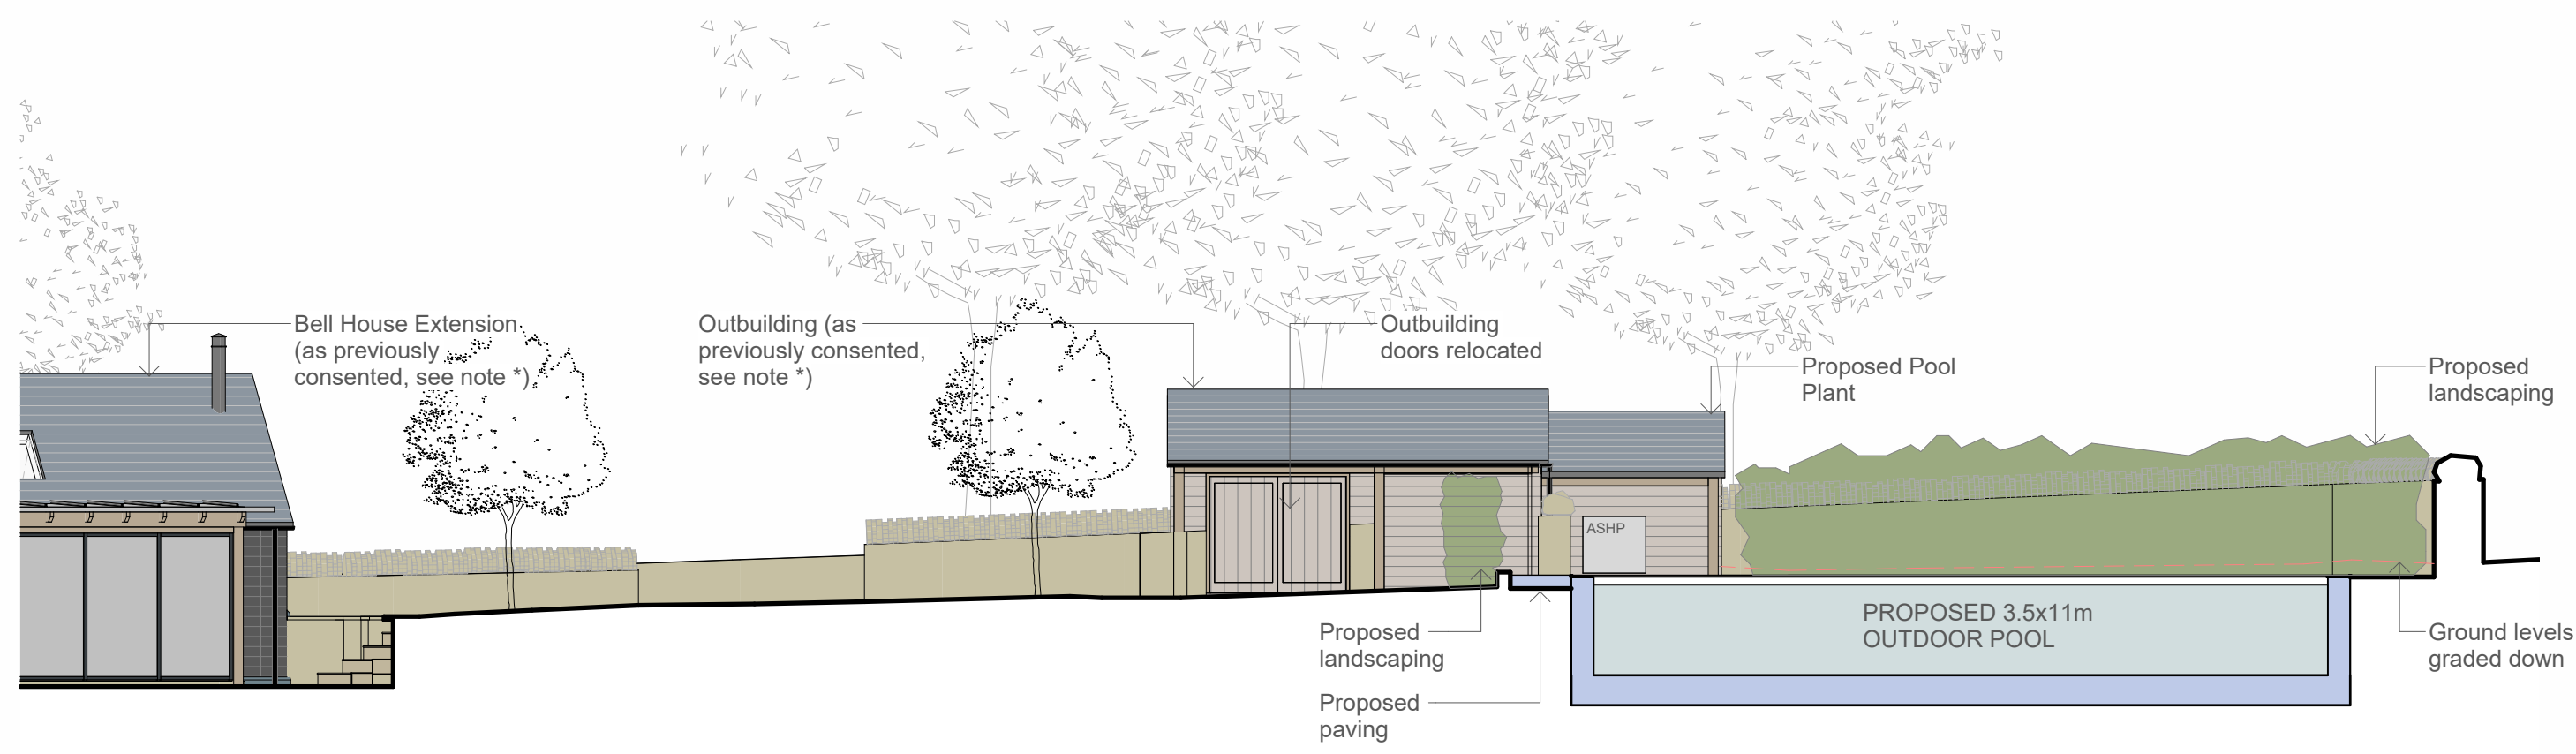 Bell House Extension
(as previously
consented, see note *)
Outbuilding (as
previously consented,
see note *)
Outbuilding
doors relocated
Proposed Pool
Plant
Proposed
landscaping
ASHP
PROPOSED 3.5x11m
OUTDOOR POOL
Proposed
landscaping
Ground levels
graded down
Proposed
paving